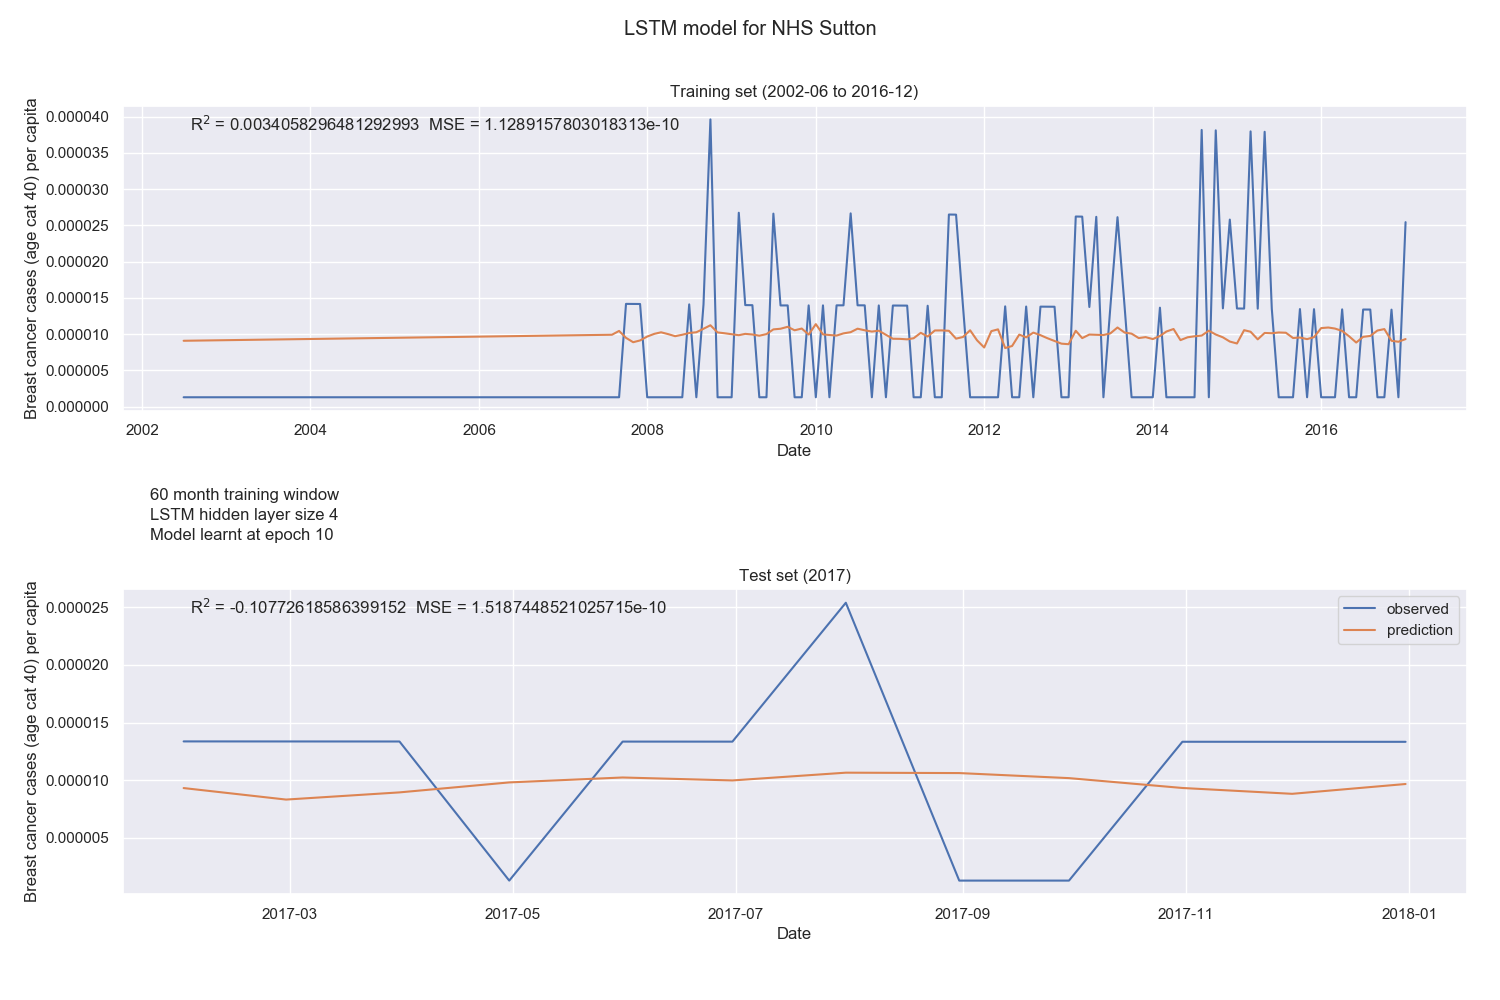 LSTM model for NHS Sutton
Training set (2002-06 to 2016-12)
R² = 0.0034058296481292993 MSE = 1.1289157803018313e-10
Breast cancer cases (age cat 40) per capita
0.000040
0.000035
0.000030
0.000025
0.000020
0.000015
0.000010
0.000005
0.000000
2002 2004 2006 2008 2010 2012 2014 2016
Date
60 month training window
LSTM hidden layer size 4
Model learnt at epoch 10
Test set (2017)
R² = -0.10772618586399152 MSE = 1.5187448521025715e-10
observed
prediction
Breast cancer cases (age cat 40) per capita
0.000025
0.000020
0.000015
0.000010
0.000005
2017-03 2017-05 2017-07 2017-09 2017-11 2018-01
Date